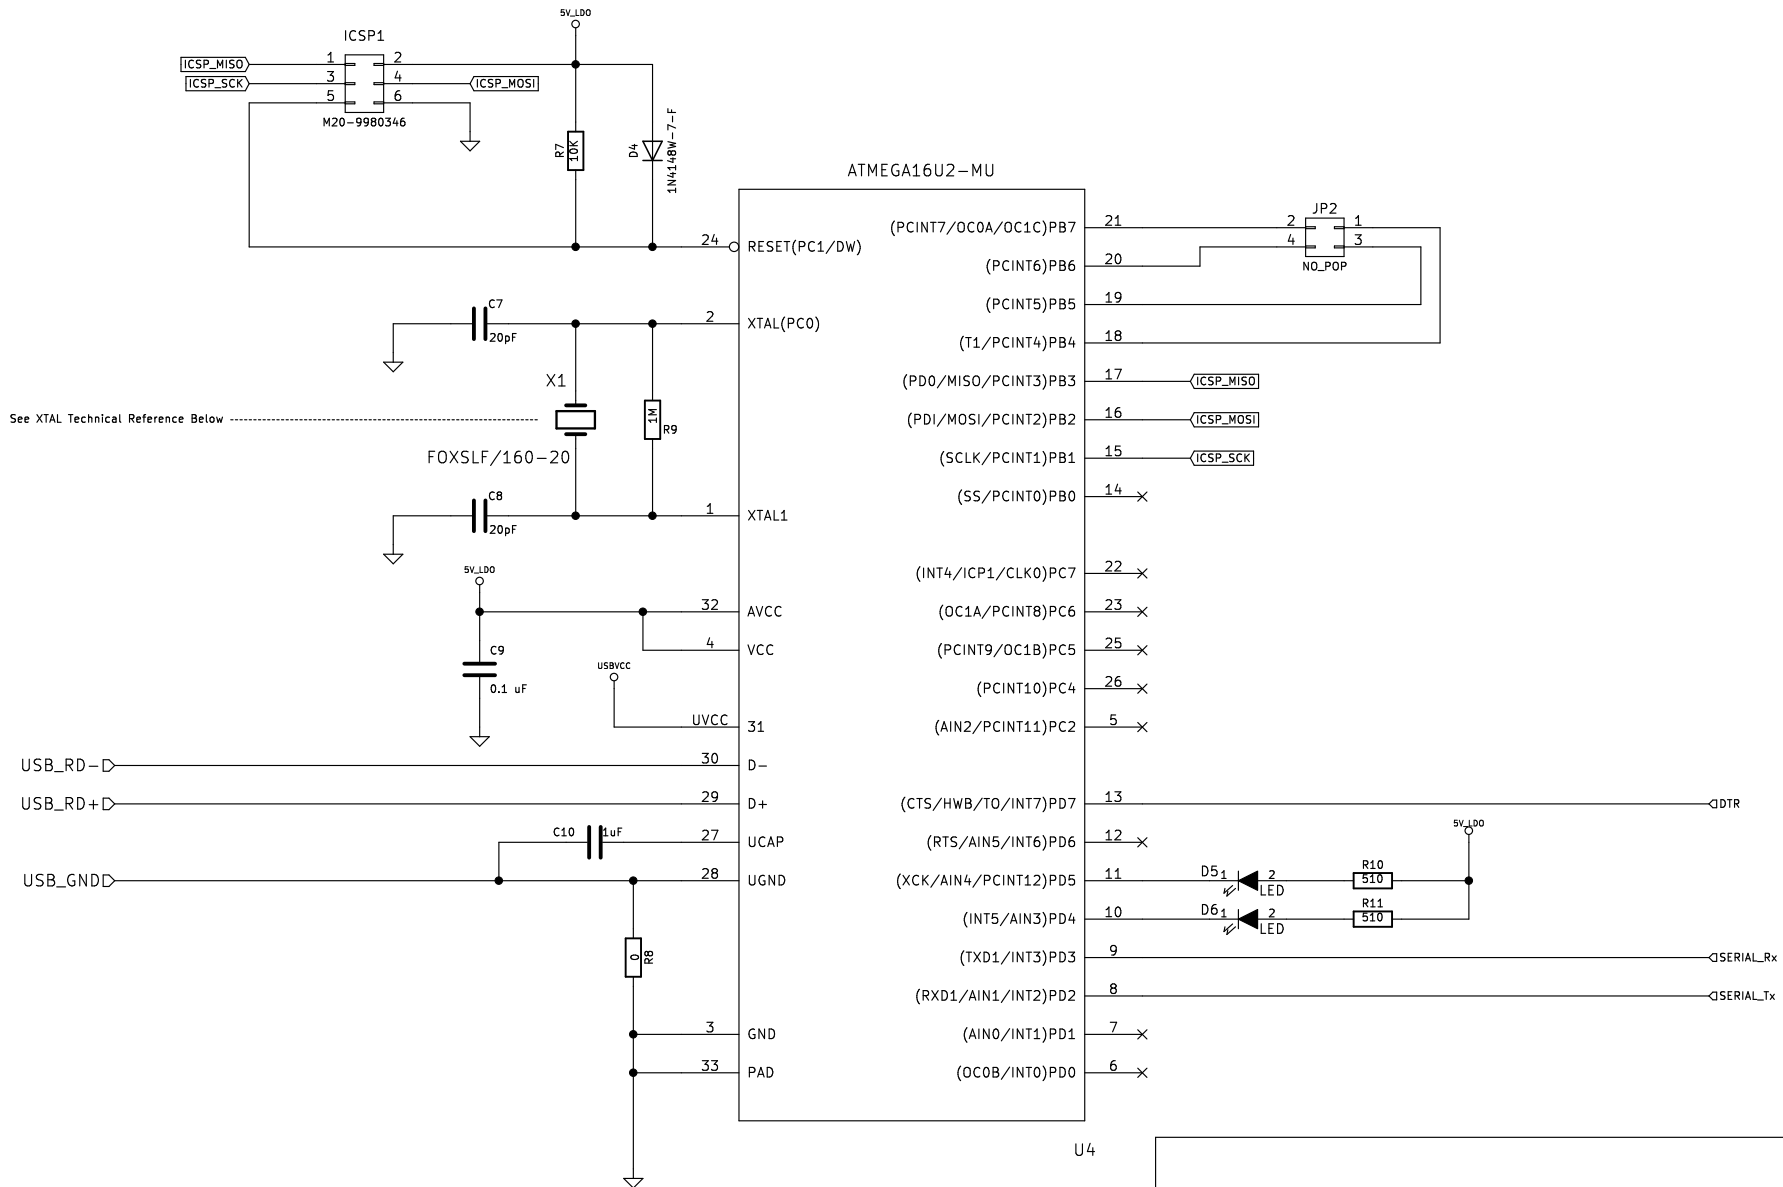 5V_LDO
ICSP1
ICSP_MISO 1 2
ICSP_SCK 3 4 ICSP_MOSI
5 6
M20-9980346
R7 10K
D4 1N4148W-7-F
ATMEGA16U2-MU
24 RESET(PC1/DW)
C7
20pF
2 XTAL(PC0)
X1
See XTAL Technical Reference Below
1M
R9
FOXSLF/160-20
C8
20pF
1 XTAL1
5V_LDO
32 AVCC
4 VCC
C9
0.1 uF
USBVCC
UVCC 31
USB_RD- 30 D-
USB_RD+ 29 D+
C10 1uF 27 UCAP
USB_GND 28 UGND
0 R8
3 GND
33 PAD
(PCINT7/OC0A/OC1C)PB7 21
(PCINT6)PB6 20
(PCINT5)PB5 19
(T1/PCINT4)PB4 18
JP2
2 1
4 3
NO_POP
(PD0/MISO/PCINT3)PB3 17 ICSP_MISO
(PDI/MOSI/PCINT2)PB2 16 ICSP_MOSI
(SCLK/PCINT1)PB1 15 ICSP_SCK
(SS/PCINT0)PB0 14
(INT4/ICP1/CLK0)PC7 22
(OC1A/PCINT8)PC6 23
(PCINT9/OC1B)PC5 25
(PCINT10)PC4 26
(AIN2/PCINT11)PC2 5
(CTS/HWB/TO/INT7)PD7 13 DTR
5V_LDO
(RTS/AIN5/INT6)PD6 12
(XCK/AIN4/PCINT12)PD5 11 D5 1 2 LED R10 510
(INT5/AIN3)PD4 10 D6 1 2 LED R11 510
(TXD1/INT3)PD3 9 SERIAL_Rx
(RXD1/AIN1/INT2)PD2 8 SERIAL_Tx
(AIN0/INT1)PD1 7
(OC0B/INT0)PD0 6
U4